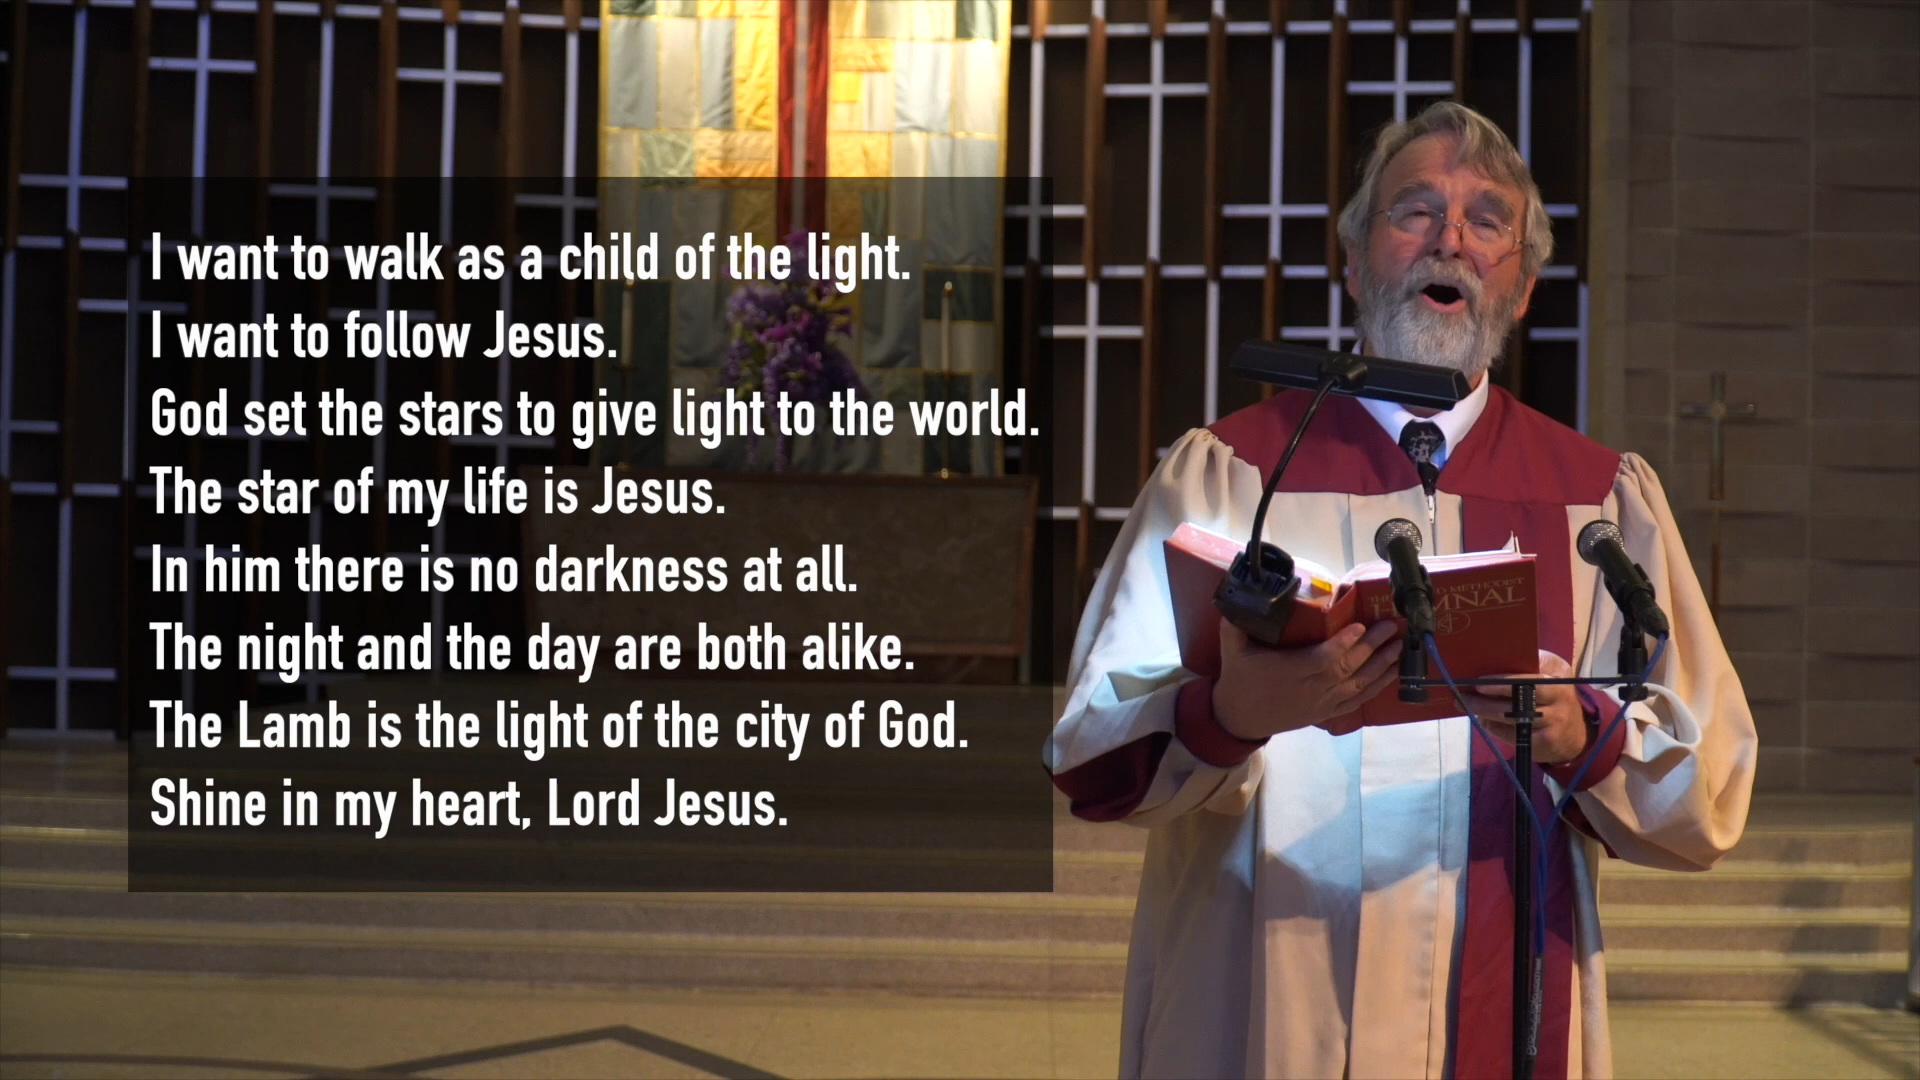 I want to walk as a child of the light.
I want to follow Jesus.
God set the stars to give light to the world.
The star of my life is Jesus.
In him there is no darkness at all.
The night and the day are both alike.
The Lamb is the light of the city of God.
Shine in my heart, Lord Jesus.
METHODIST
HYMNAL